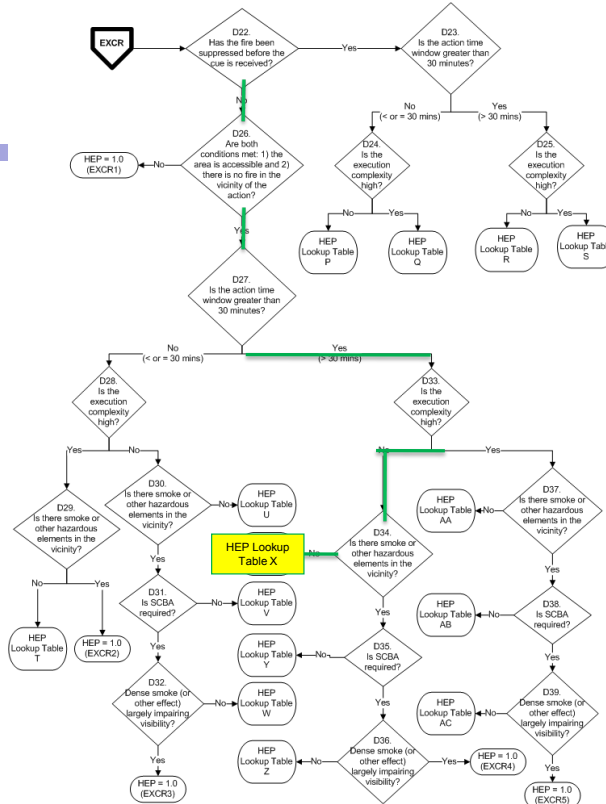 EXCR
D22.
Has the fire been
suppressed before the
cue is received?
Yes
D23.
Is the action time
window greater than
30 minutes?
No
D26.
Are both
conditions met: 1) the
area is accessible and 2)
there is no fire in the
vicinity of the
action?
No
HEP = 1.0
(EXCR1)
No
(< or = 30 mins)
Yes
(> 30 mins)
D24.
Is the
execution
complexity
high?
D25.
Is the
execution
complexity
high?
No
Yes
No
Yes
HEP
Lookup Table
P
HEP
Lookup Table
Q
HEP
Lookup Table
R
HEP
Lookup Table
S
Yes
D27.
Is the action time
window greater than
30 minutes?
No
(< or = 30 mins)
Yes
(> 30 mins)
D28.
Is the
execution
complexity
high?
D33.
Is the
execution
complexity
high?
Yes
No
No
Yes
D29.
Is there smoke or
other hazardous
elements in the
vicinity?
D30.
Is there smoke or
other hazardous
elements in the
vicinity?
No
HEP
Lookup Table
U
HEP Lookup
Table X
No
D34.
Is there smoke or
other hazardous
elements in the
vicinity?
HEP
Lookup Table
AA
No
D37.
Is there smoke or
other hazardous
elements in the
vicinity?
No
Yes
Yes
Yes
Yes
HEP
Lookup Table
T
HEP = 1.0
(EXCR2)
D31.
Is SCBA
required?
No
HEP
Lookup Table
V
HEP
Lookup Table
Y
No
D35.
Is SCBA
required?
HEP
Lookup Table
AB
No
D38.
Is SCBA
required?
Yes
Yes
Yes
D32.
Dense smoke (or
other effect)
largely impairing
visibility?
No
HEP
Lookup Table
W
HEP
Lookup Table
Z
No
D36.
Dense smoke (or
other effect)
largely impairing
visibility?
Yes
HEP = 1.0
(EXCR4)
HEP
Lookup Table
AC
No
D39.
Dense smoke (or
other effect)
largely impairing
visibility?
Yes
HEP = 1.0
(EXCR3)
Yes
HEP = 1.0
(EXCR5)